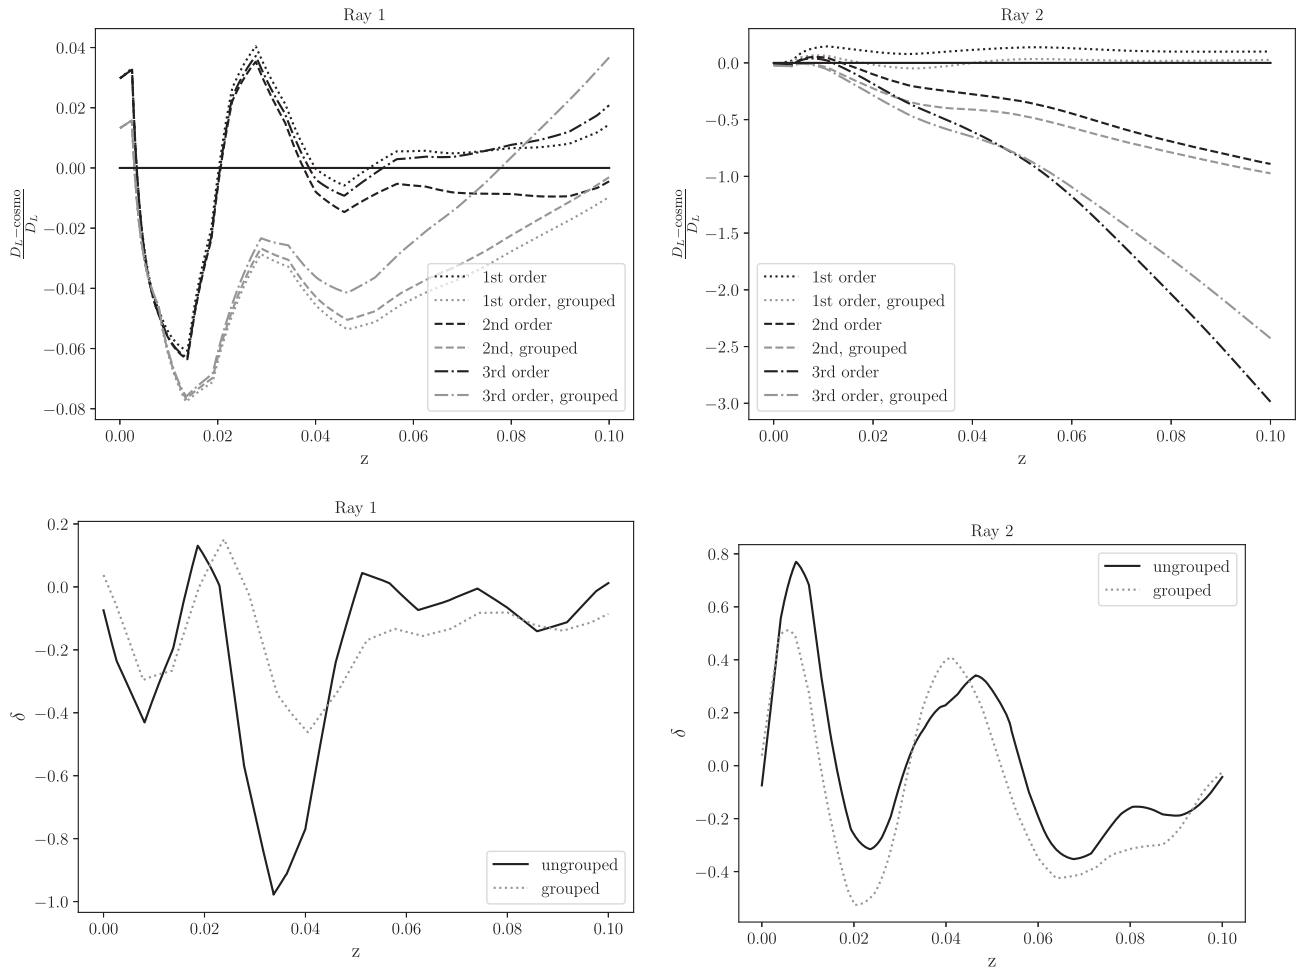 Ray 1
0.04
0.02
0.00
−0.02
−0.04
−0.06
−0.08
D_L−cosmo
D_L
0.00 0.02 0.04 0.06 0.08 0.10
z
1st order
1st order, grouped
2nd order
2nd, grouped
3rd order
3rd order, grouped
Ray 2
0.0
−0.5
−1.0
−1.5
−2.0
−2.5
−3.0
D_L−cosmo
D_L
0.00 0.02 0.04 0.06 0.08 0.10
z
1st order
1st order, grouped
2nd order
2nd, grouped
3rd order
3rd order, grouped
Ray 1
0.2
0.0
−0.2
−0.4
−0.6
−0.8
−1.0
δ
0.00 0.02 0.04 0.06 0.08 0.10
z
ungrouped
grouped
Ray 2
0.8
0.6
0.4
0.2
0.0
−0.2
−0.4
δ
0.00 0.02 0.04 0.06 0.08 0.10
z
ungrouped
grouped